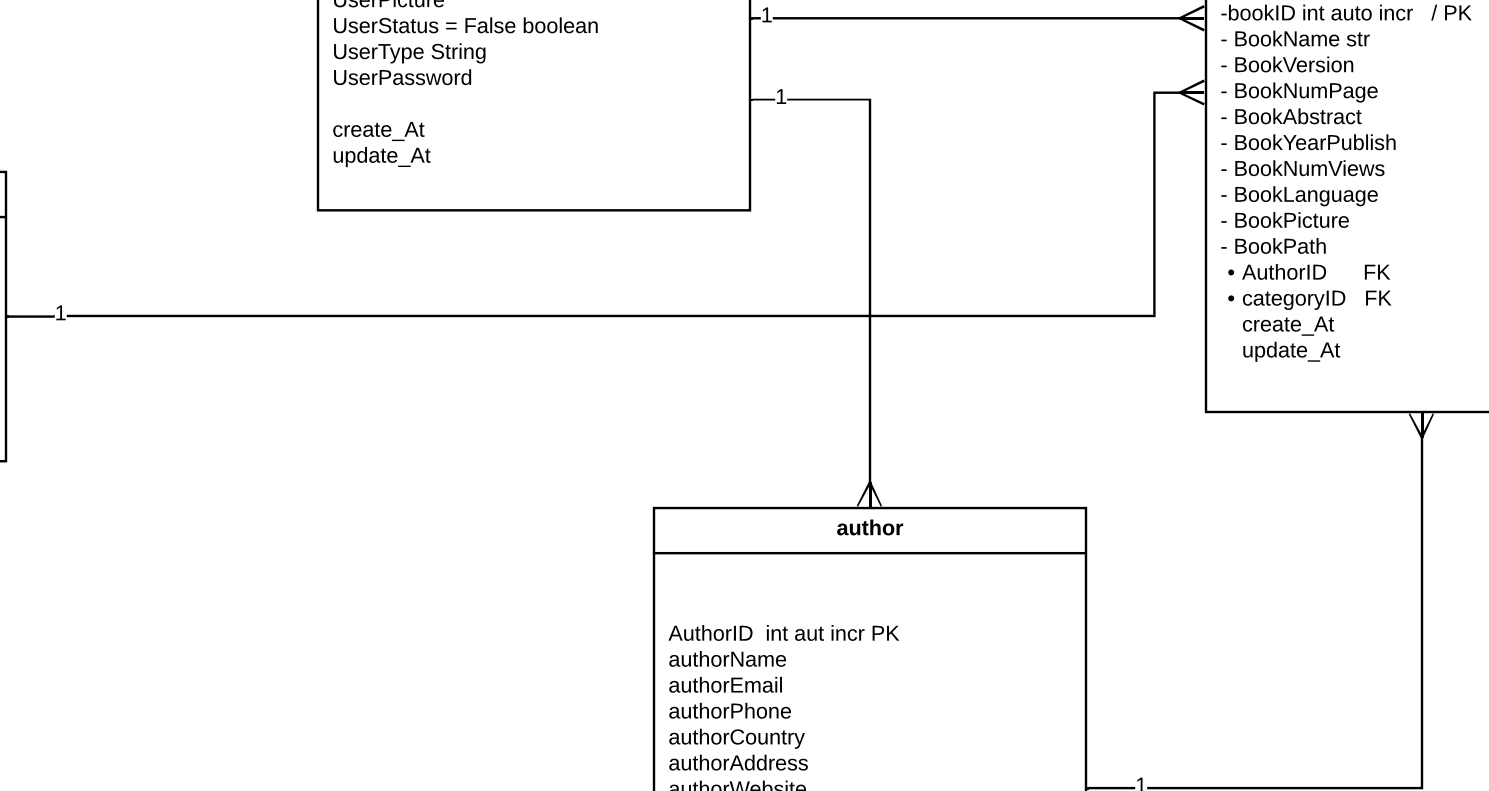 UserPicture
UserStatus = False boolean
UserType String
UserPassword
create_At
update_At
1
1
1
-bookID int auto incr / PK
- BookName str
- BookVersion
- BookNumPage
- BookAbstract
- BookYearPublish
- BookNumViews
- BookLanguage
- BookPicture
- BookPath
• AuthorID FK
• categoryID FK
create_At
update_At
author
AuthorID int aut incr PK
authorName
authorEmail
authorPhone
authorCountry
authorAddress
authorWebsite
1